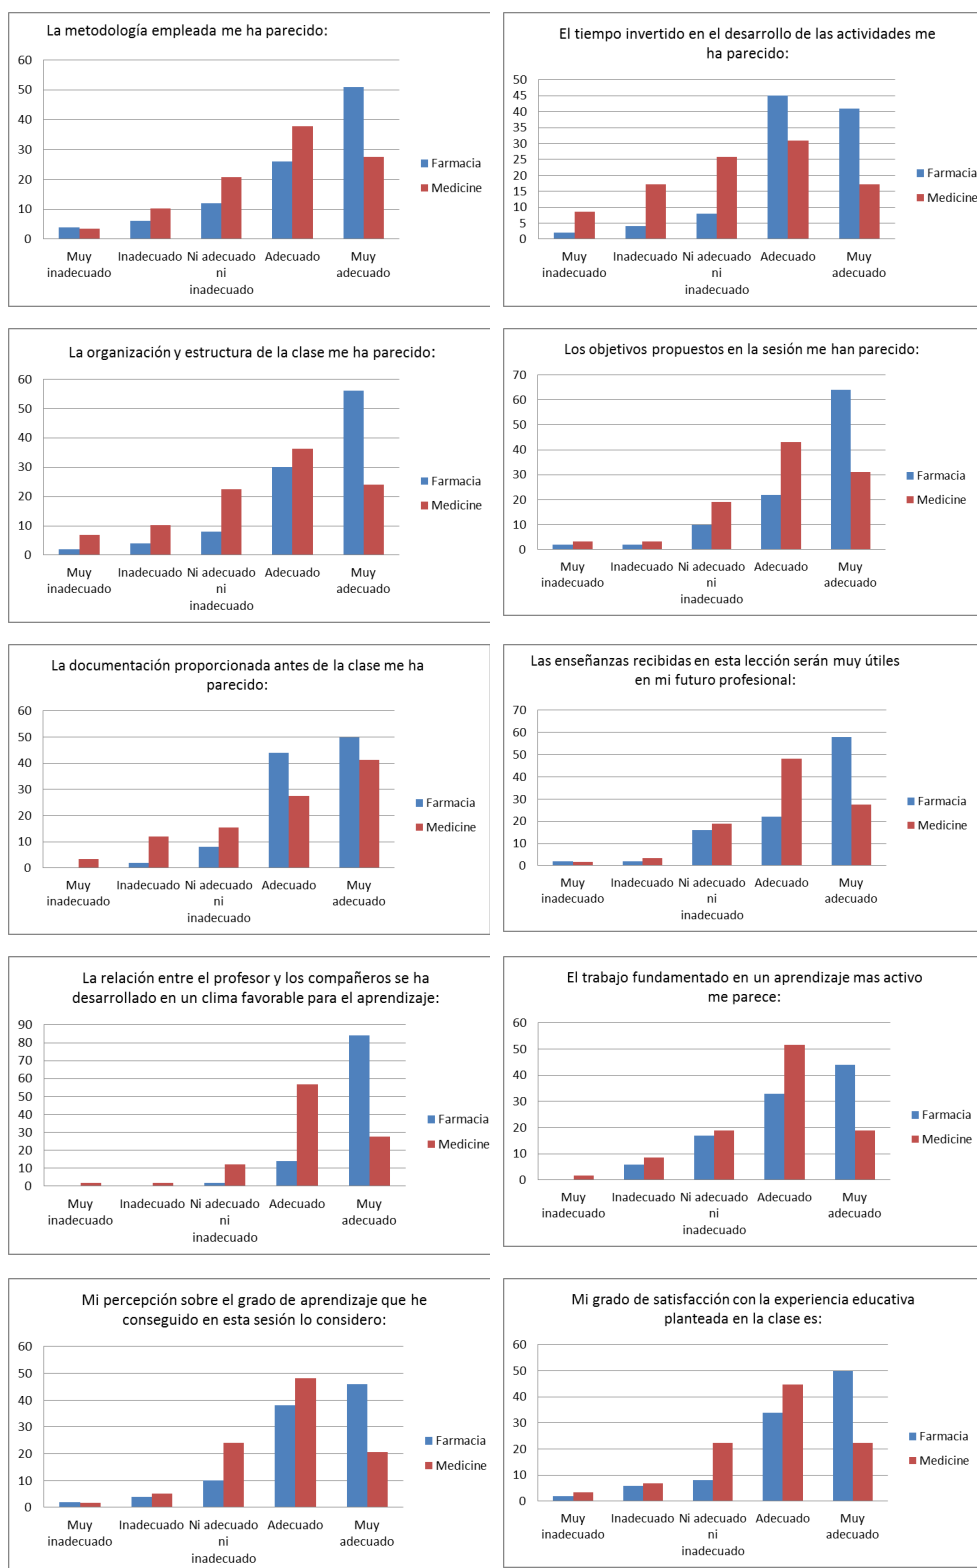 La metodología empleada me ha parecido:
60
50
40
30
20
10
0
Muy
inadecuado
Inadecuado
Ni adecuado
ni
inadecuado
Adecuado
Muy
adecuado
Farmacia
Medicine
El tiempo invertido en el desarrollo de las actividades me
ha parecido:
50
45
40
35
30
25
20
15
10
5
0
Muy
inadecuado
Inadecuado
Ni adecuado
ni
inadecuado
Adecuado
Muy
adecuado
Farmacia
Medicine
La organización y estructura de la clase me ha parecido:
60
50
40
30
20
10
0
Muy
inadecuado
Inadecuado
Ni adecuado
ni
inadecuado
Adecuado
Muy
adecuado
Farmacia
Medicine
Los objetivos propuestos en la sesión me han parecido:
70
60
50
40
30
20
10
0
Muy
inadecuado
Inadecuado
Ni adecuado
ni
inadecuado
Adecuado
Muy
adecuado
Farmacia
Medicine
La documentación proporcionada antes de la clase me ha
parecido:
60
50
40
30
20
10
0
Muy
inadecuado
Inadecuado
Ni adecuado
ni
inadecuado
Adecuado
Muy
adecuado
Farmacia
Medicine
Las enseñanzas recibidas en esta lección serán muy útiles
en mi futuro profesional:
70
60
50
40
30
20
10
0
Muy
inadecuado
Inadecuado
Ni adecuado
ni
inadecuado
Adecuado
Muy
adecuado
Farmacia
Medicine
La relación entre el profesor y los compañeros se ha
desarrollado en un clima favorable para el aprendizaje:
90
80
70
60
50
40
30
20
10
0
Muy
inadecuado
Inadecuado
Ni adecuado
ni
inadecuado
Adecuado
Muy
adecuado
Farmacia
Medicine
El trabajo fundamentado en un aprendizaje mas activo
me parece:
60
50
40
30
20
10
0
Muy
inadecuado
Inadecuado
Ni adecuado
ni
inadecuado
Adecuado
Muy
adecuado
Farmacia
Medicine
Mi percepción sobre el grado de aprendizaje que he
conseguido en esta sesión lo considero:
60
50
40
30
20
10
0
Muy
inadecuado
Inadecuado
Ni adecuado
ni
inadecuado
Adecuado
Muy
adecuado
Farmacia
Medicine
Mi grado de satisfacción con la experiencia educativa
planteada en la clase es:
60
50
40
30
20
10
0
Muy
inadecuado
Inadecuado
Ni adecuado
ni
inadecuado
Adecuado
Muy
adecuado
Farmacia
Medicine